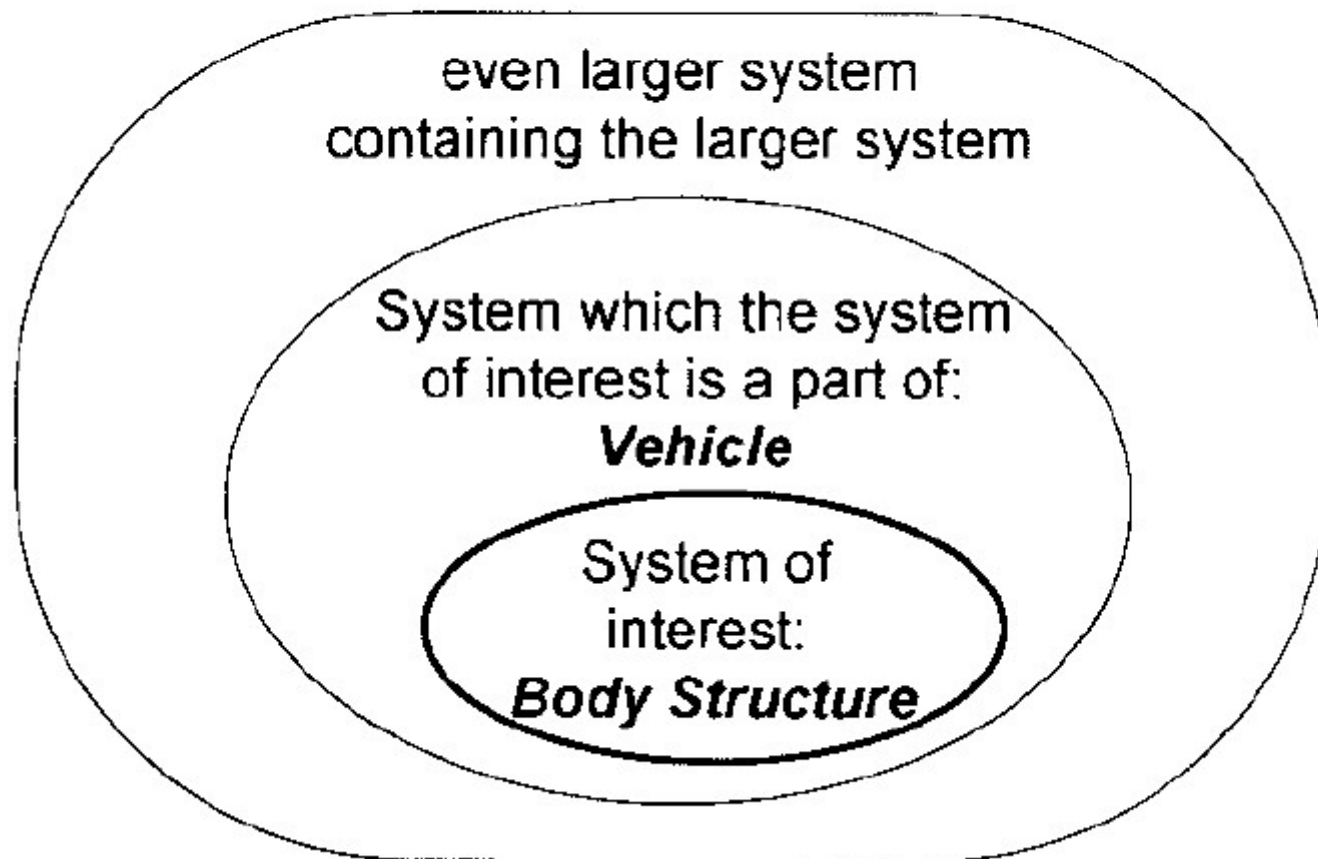 even larger system
containing the larger system
System which the system
of interest is a part of:
Vehicle
System of
interest:
Body Structure